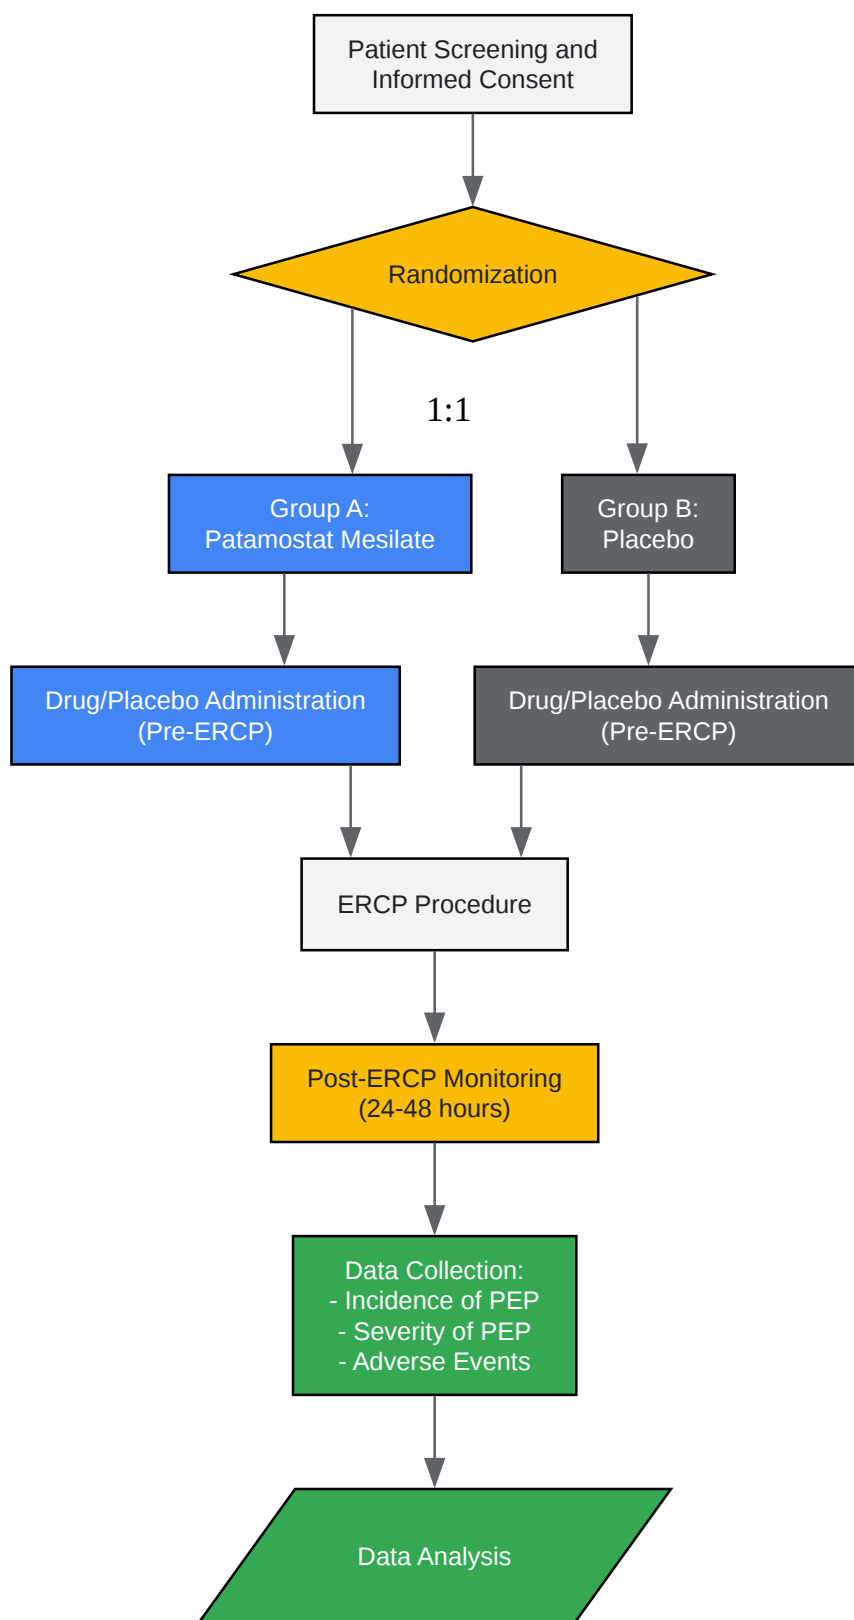 Patient Screening and
Informed Consent
Randomization
1:1
Group A:
Patamostat Mesilate
Group B:
Placebo
Drug/Placebo Administration
(Pre-ERCP)
Drug/Placebo Administration
(Pre-ERCP)
ERCP Procedure
Post-ERCP Monitoring
(24-48 hours)
Data Collection:
- Incidence of PEP
- Severity of PEP
- Adverse Events
Data Analysis